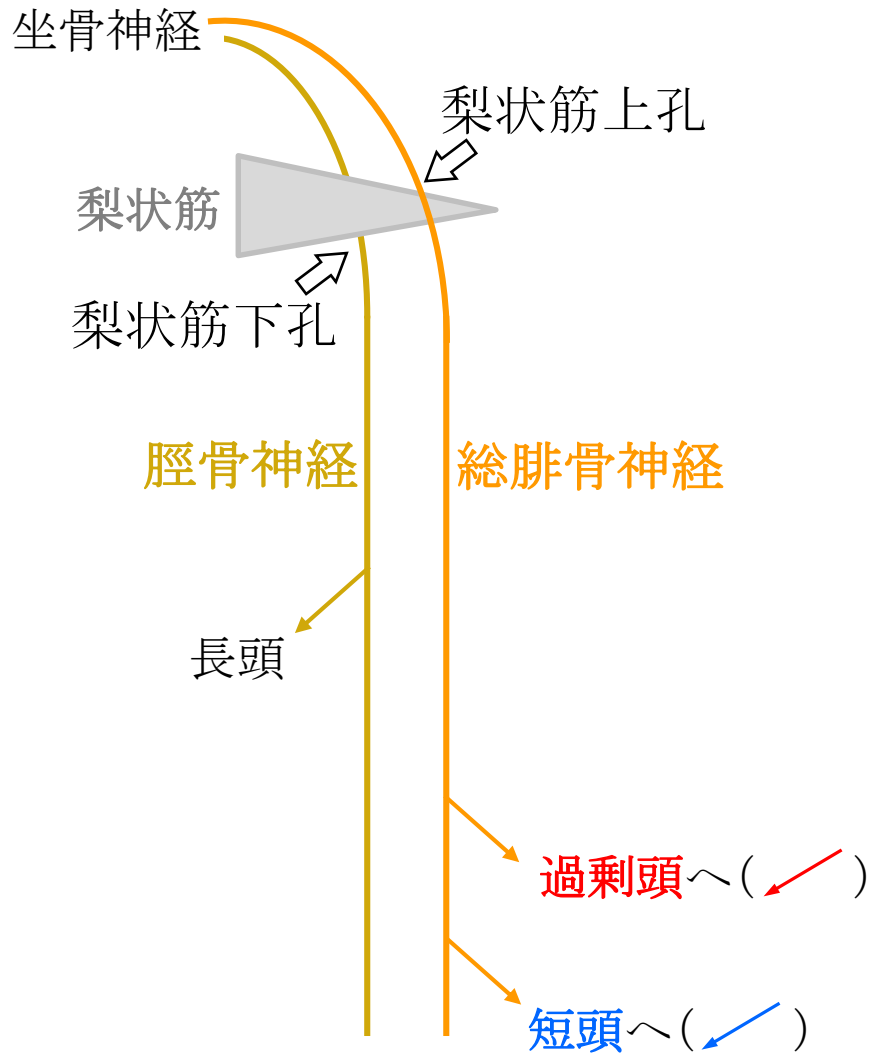 坐骨神経
梨状筋上孔
梨状筋
梨状筋下孔
脛骨神経
総腓骨神経
長頭
過剰頭へ( )
短頭へ( )